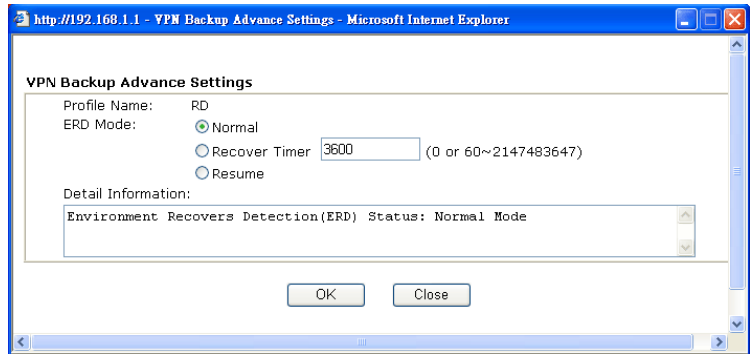 http://192.168.1.1 - VPN Backup Advance Settings - Microsoft Internet Explorer
VPN Backup Advance Settings
Profile Name: RD
ERD Mode: Normal
Recover Timer 3600 (0 or 60~2147483647)
Resume
Detail Information:
Environment Recovers Detection(ERD) Status: Normal Mode
OK Close